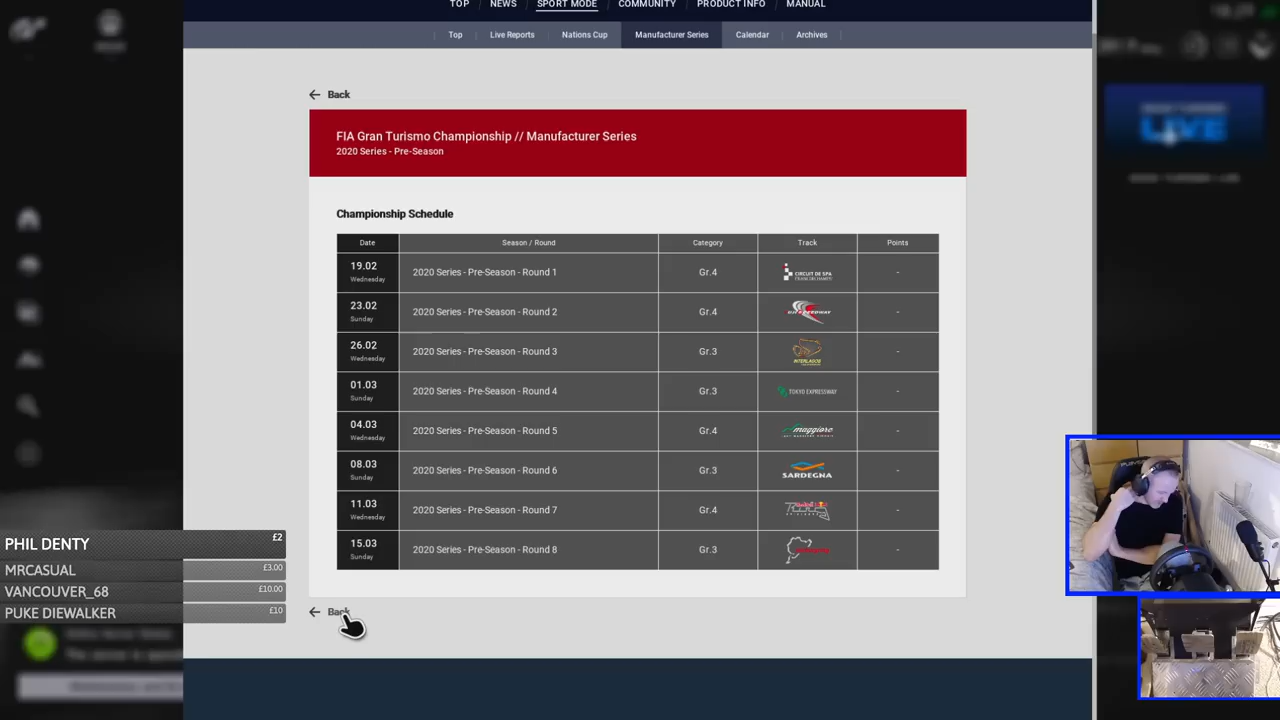 TOP NEWS SPORT MODE COMMUNITY PRODUCT INFO MANUAL
Top Live Reports Nations Cup Manufacturer Series Calendar Archives
Back
FIA Gran Turismo Championship // Manufacturer Series
2020 Series - Pre-Season
Championship Schedule
Date Season / Round Category Track Points
19.02 Wednesday 2020 Series - Pre-Season - Round 1 Gr.4 CIRCUIT DE SPA FRANCORCHAMPS -
23.02 Sunday 2020 Series - Pre-Season - Round 2 Gr.4 -
26.02 Wednesday 2020 Series - Pre-Season - Round 3 Gr.3 INTERLAGOS -
01.03 Sunday 2020 Series - Pre-Season - Round 4 Gr.3 TOKYO EXPRESSWAY -
04.03 Wednesday 2020 Series - Pre-Season - Round 5 Gr.4 Maggiore -
08.03 Sunday 2020 Series - Pre-Season - Round 6 Gr.3 SARDEGNA -
11.03 Wednesday 2020 Series - Pre-Season - Round 7 Gr.4 Red Bull -
15.03 Sunday 2020 Series - Pre-Season - Round 8 Gr.3 -
Back
PHIL DENTY £2
MRCASUAL £3.00
VANCOUVER_68 £10.00
PUKE DIEWALKER £10
LIVE